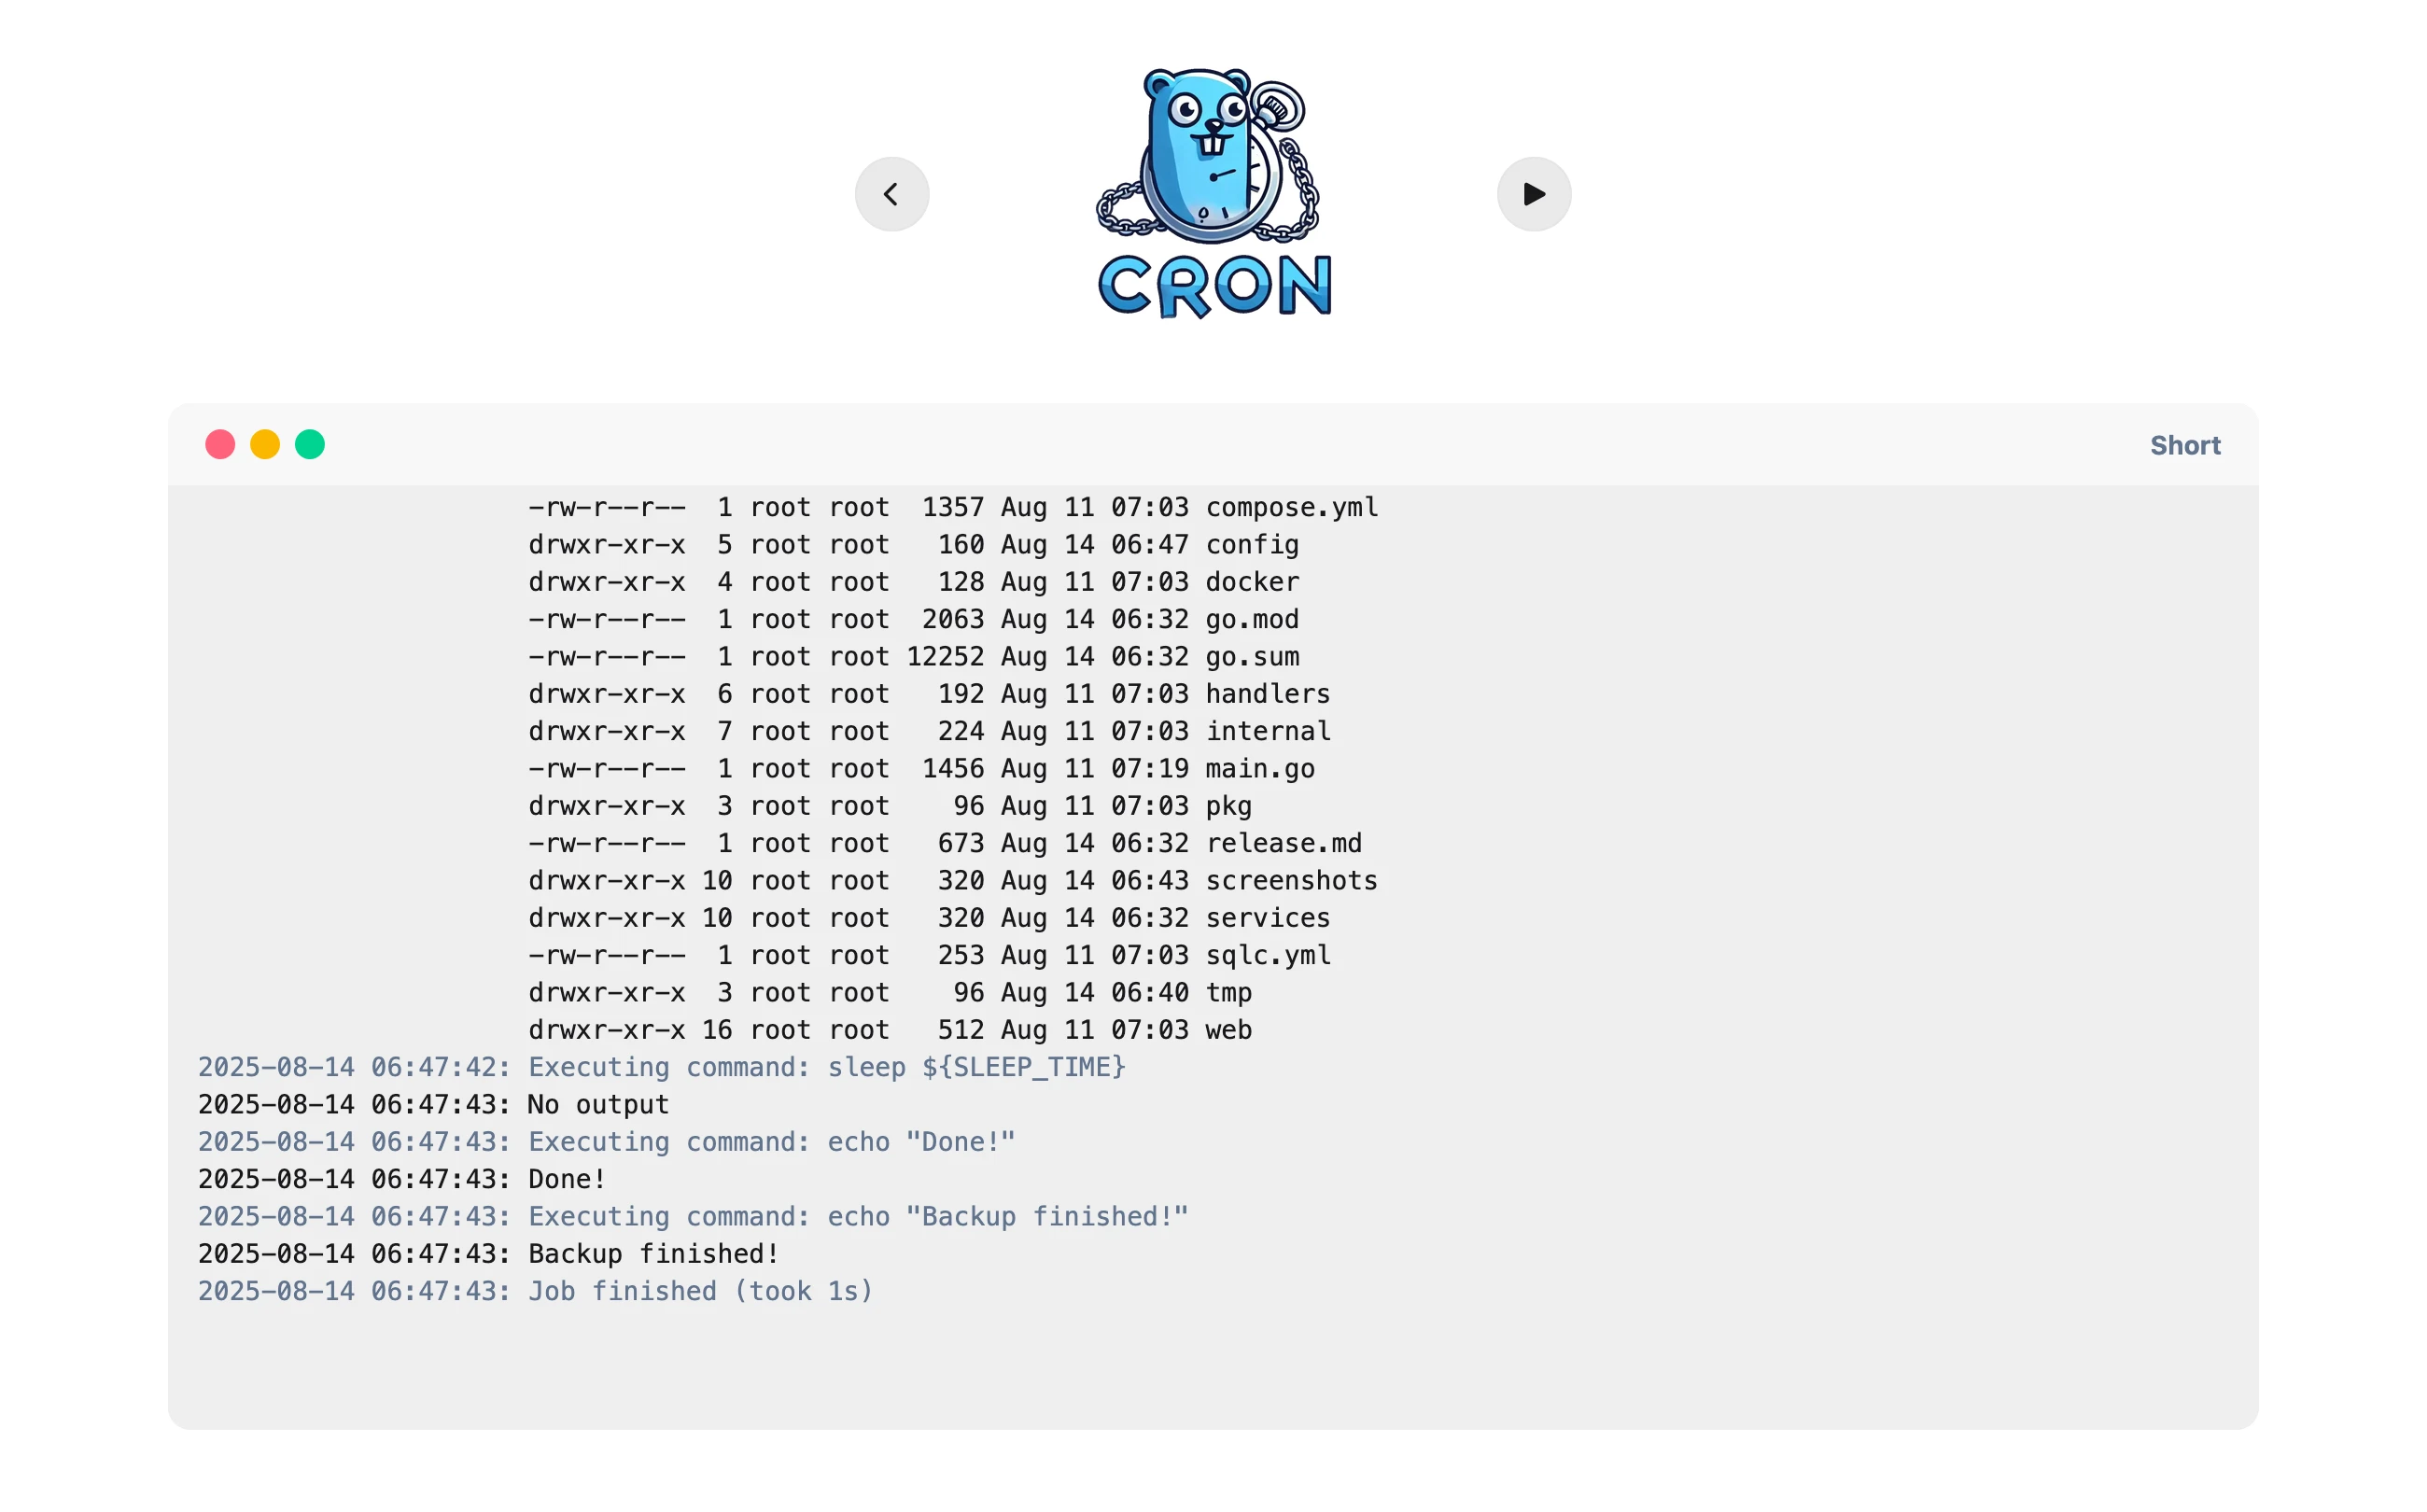 CRON
Short
-rw-r--r--  1 root root  1357 Aug 11 07:03 compose.yml
drwxr-xr-x  5 root root   160 Aug 14 06:47 config
drwxr-xr-x  4 root root   128 Aug 11 07:03 docker
-rw-r--r--  1 root root  2063 Aug 14 06:32 go.mod
-rw-r--r--  1 root root 12252 Aug 14 06:32 go.sum
drwxr-xr-x  6 root root   192 Aug 11 07:03 handlers
drwxr-xr-x  7 root root   224 Aug 11 07:03 internal
-rw-r--r--  1 root root  1456 Aug 11 07:19 main.go
drwxr-xr-x  3 root root    96 Aug 11 07:03 pkg
-rw-r--r--  1 root root   673 Aug 14 06:32 release.md
drwxr-xr-x 10 root root   320 Aug 14 06:43 screenshots
drwxr-xr-x 10 root root   320 Aug 14 06:32 services
-rw-r--r--  1 root root   253 Aug 11 07:03 sqlc.yml
drwxr-xr-x  3 root root    96 Aug 14 06:40 tmp
drwxr-xr-x 16 root root   512 Aug 11 07:03 web
2025-08-14 06:47:42: Executing command: sleep ${SLEEP_TIME}
2025-08-14 06:47:43: No output
2025-08-14 06:47:43: Executing command: echo "Done!"
2025-08-14 06:47:43: Done!
2025-08-14 06:47:43: Executing command: echo "Backup finished!"
2025-08-14 06:47:43: Backup finished!
2025-08-14 06:47:43: Job finished (took 1s)